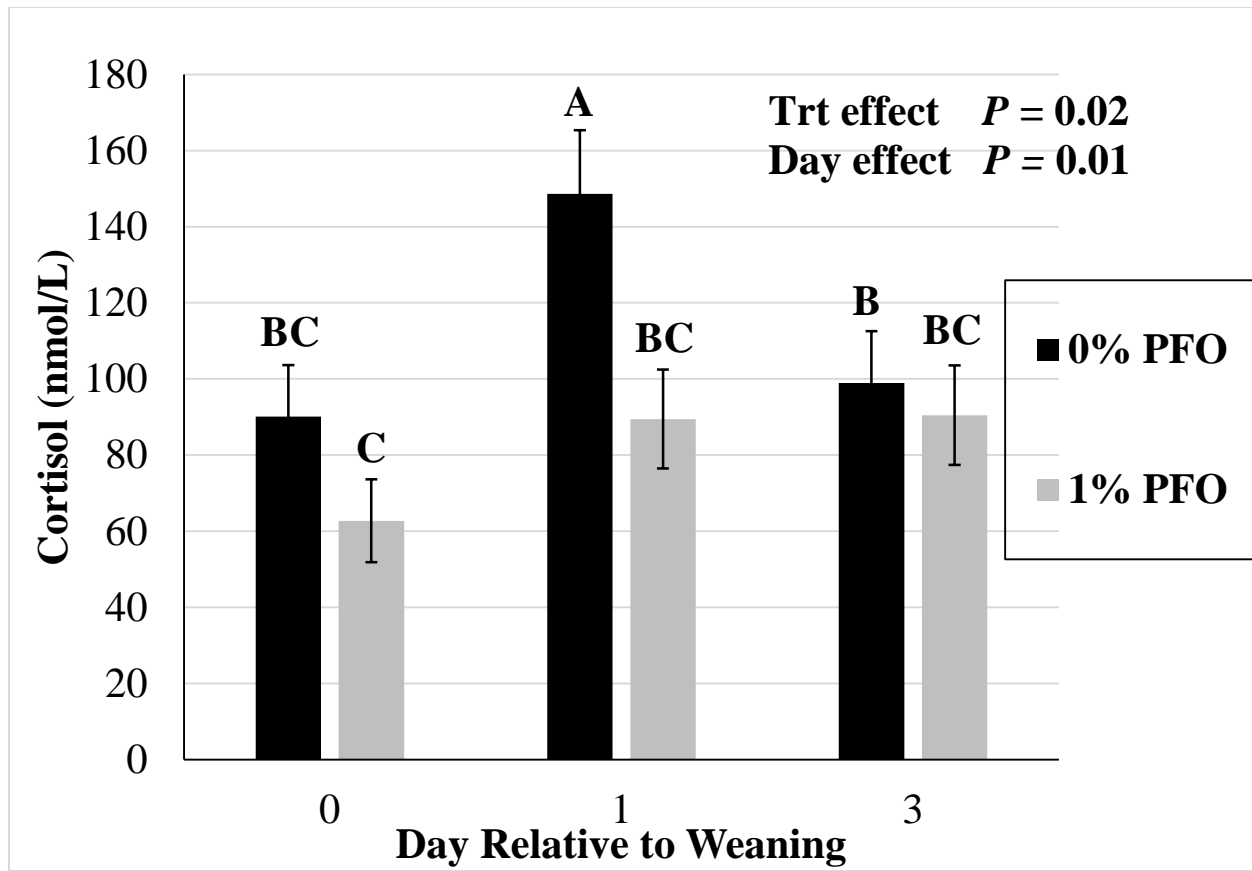 180
160
140
120
100
80
60
40
20
0
Cortisol (nmol/L)
Trt effect P = 0.02
Day effect P = 0.01
BC
C
A
BC
B
BC
0% PFO
1% PFO
0 1 3
Day Relative to Weaning